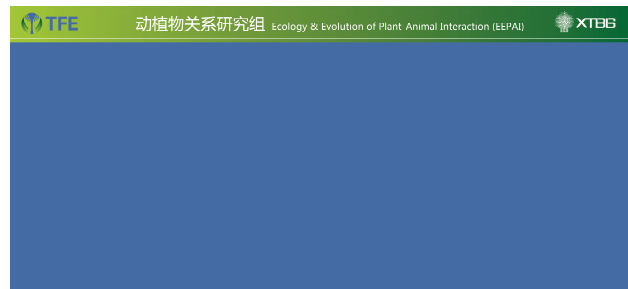 TFE 动植物关系研究组 Ecology & Evolution of Plant Animal Interaction (EEPAI) XTBG